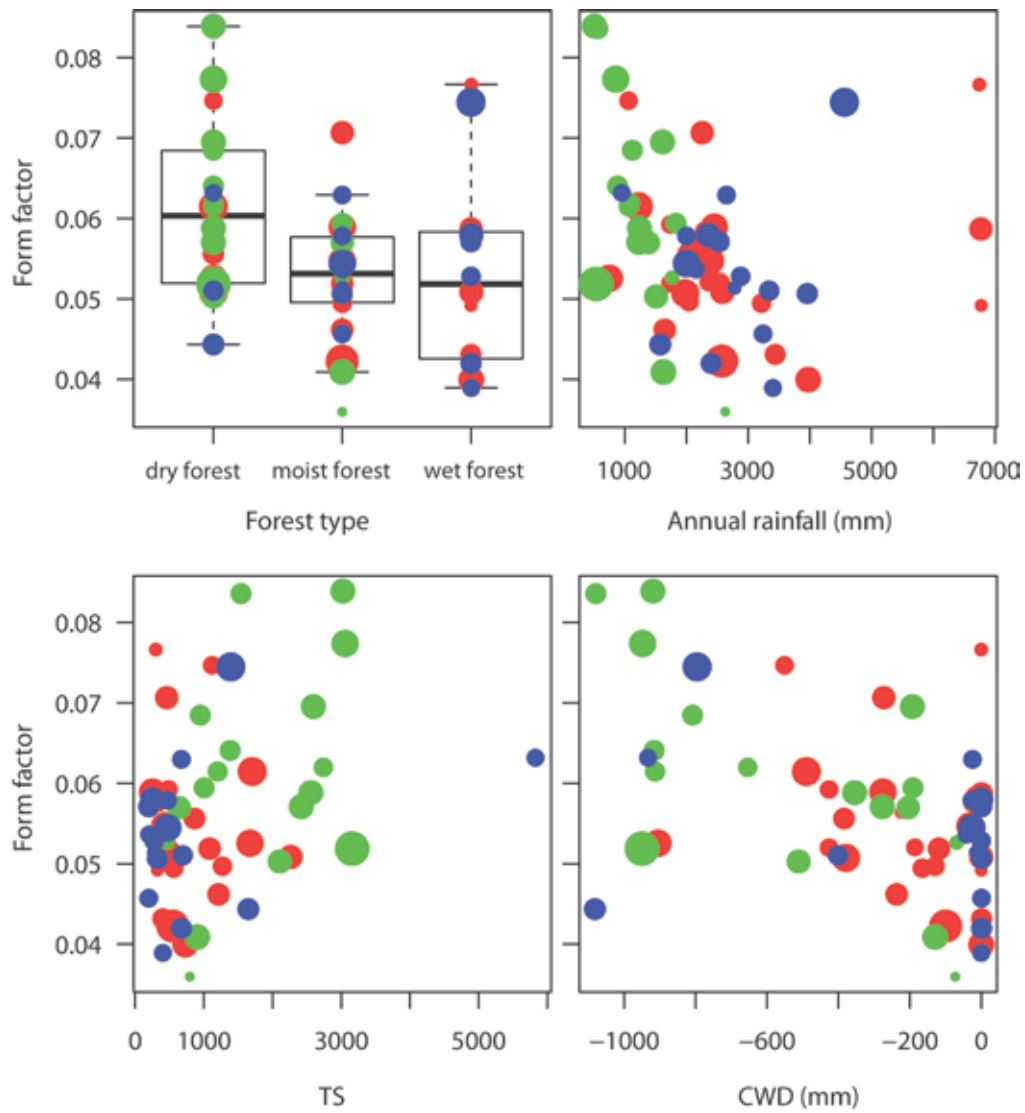 Form factor
0.08
0.07
0.06
0.05
0.04
dry forest moist forest wet forest
Forest type
1000 3000 5000 7000
Annual rainfall (mm)
Form factor
0.08
0.07
0.06
0.05
0.04
0 1000 3000 5000
TS
−1000 −600 −200 0
CWD (mm)